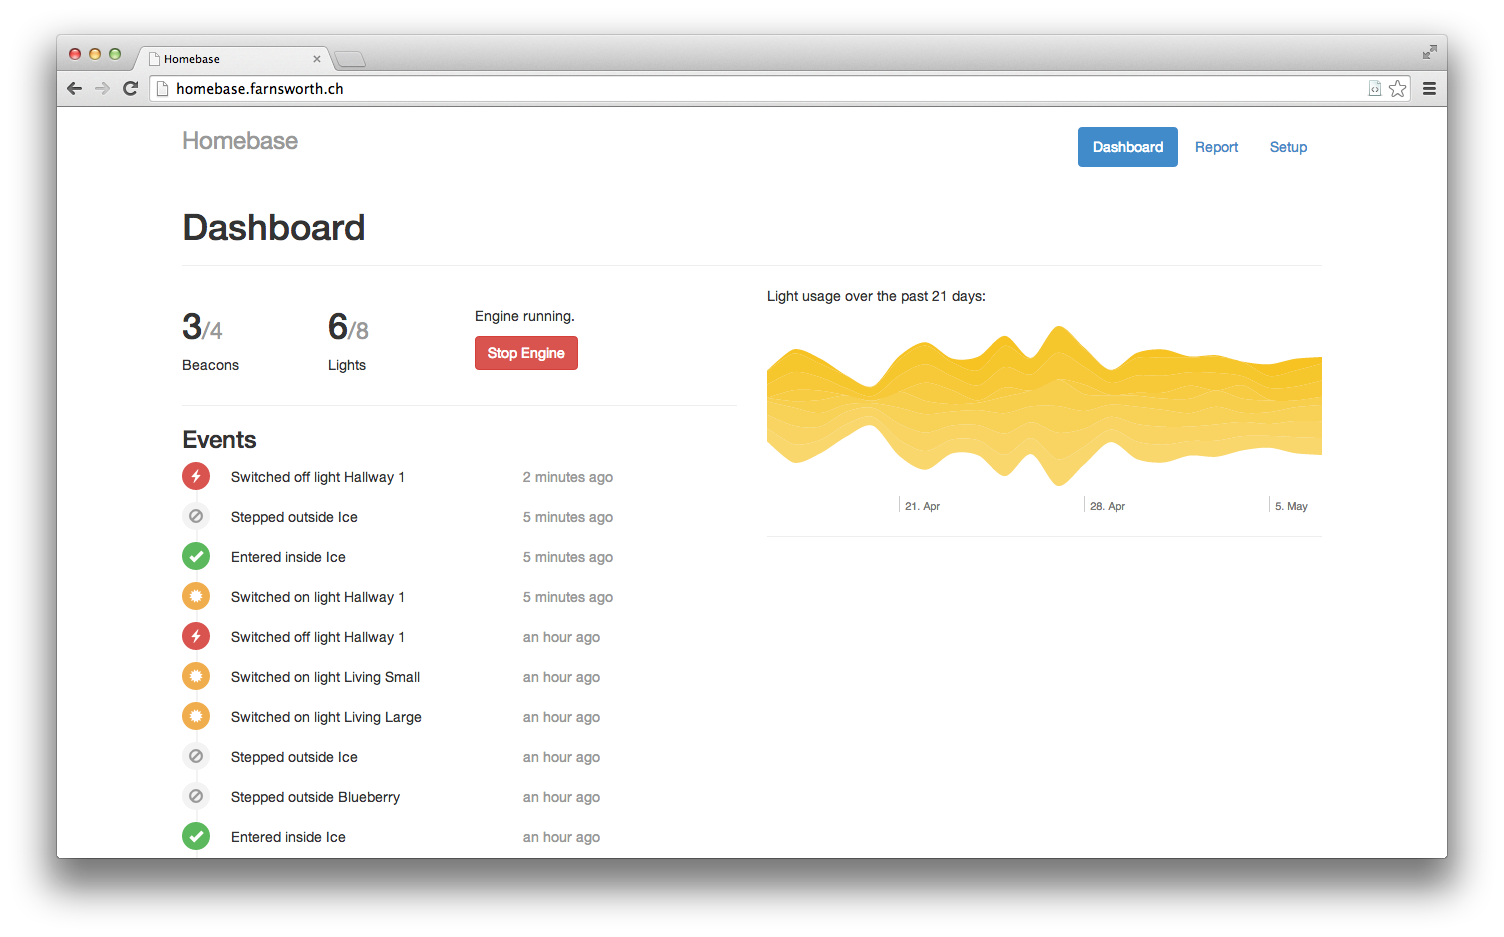 Homebase
homebase.farnsworth.ch
Homebase
Dashboard Report Setup
Dashboard
3/4
Beacons
6/8
Lights
Engine running.
Stop Engine
Light usage over the past 21 days:
21. Apr
28. Apr
5. May
Events
Switched off light Hallway 1 2 minutes ago
Stepped outside Ice 5 minutes ago
Entered inside Ice 5 minutes ago
Switched on light Hallway 1 5 minutes ago
Switched off light Hallway 1 an hour ago
Switched on light Living Small an hour ago
Switched on light Living Large an hour ago
Stepped outside Ice an hour ago
Stepped outside Blueberry an hour ago
Entered inside Ice an hour ago